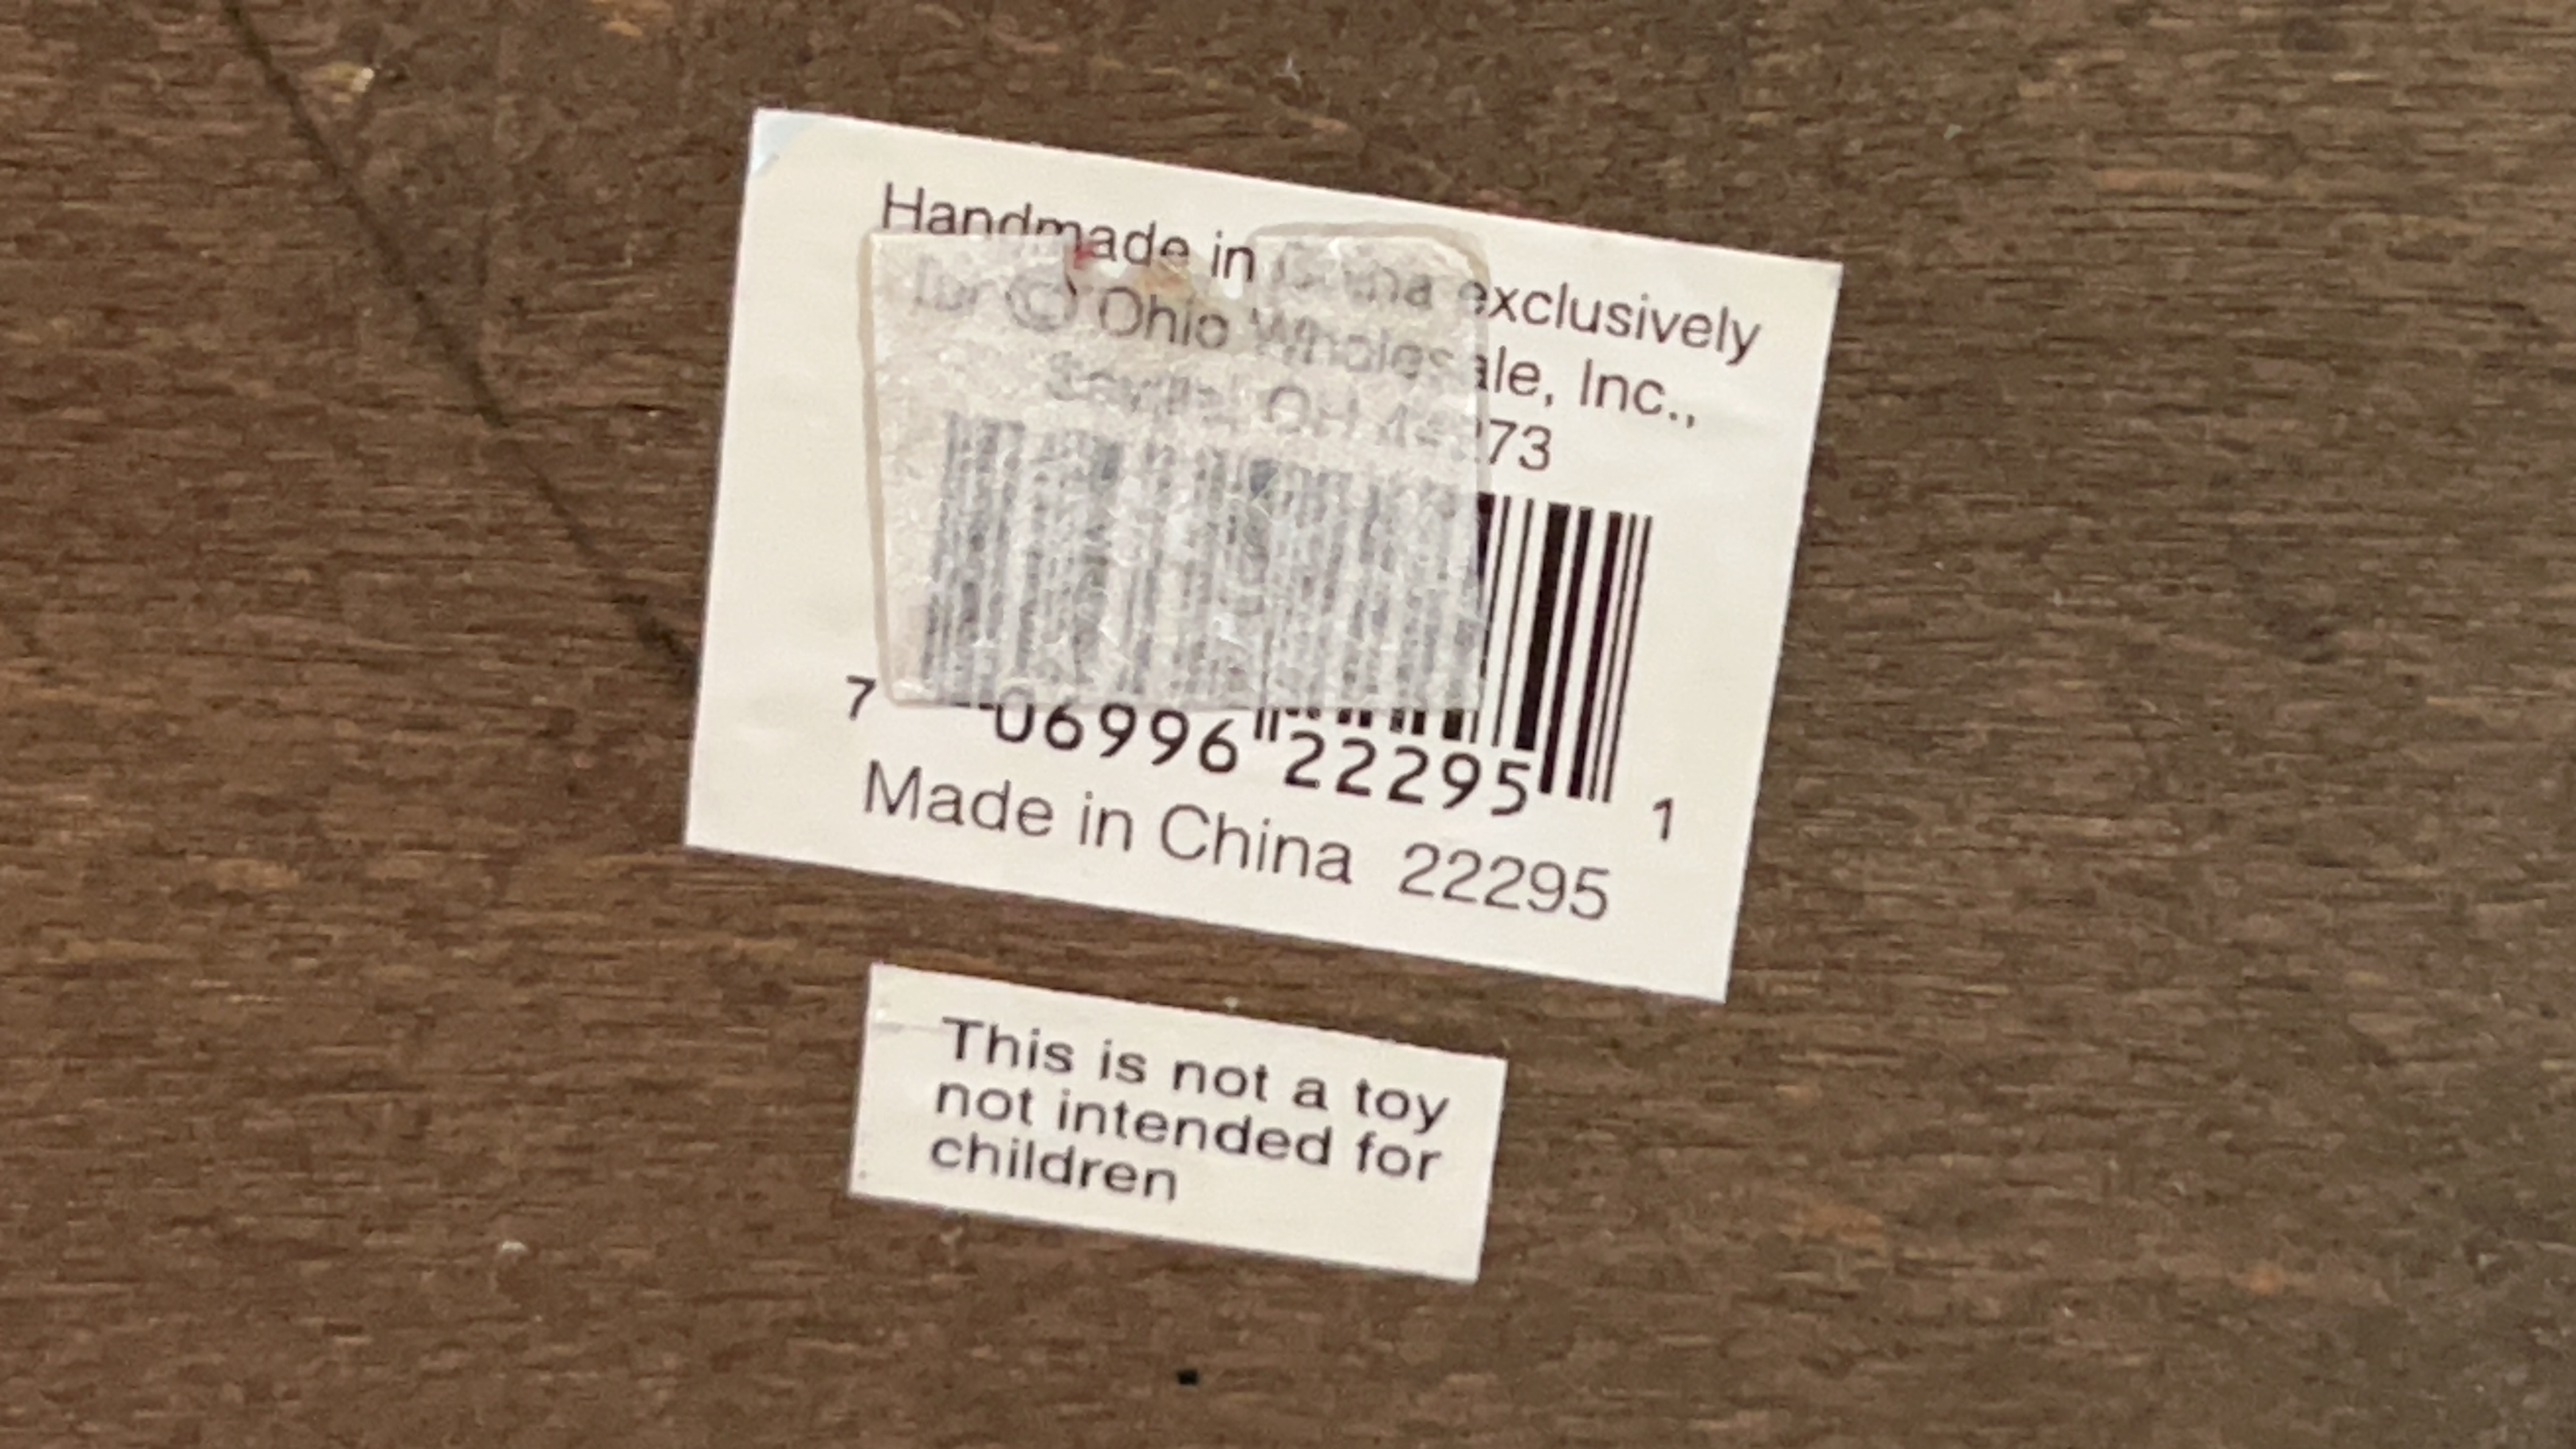 Handmade in China exclusively
for © Ohio Wholesale, Inc.,
Seville, OH 44273
7 06996 22295 1
Made in China 22295
This is not a toy
not intended for
children